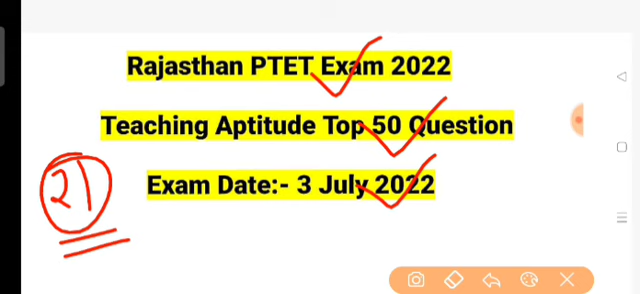 Rajasthan PTET Exam 2022
Teaching Aptitude Top 50 Question
Exam Date:- 3 July 2022
21